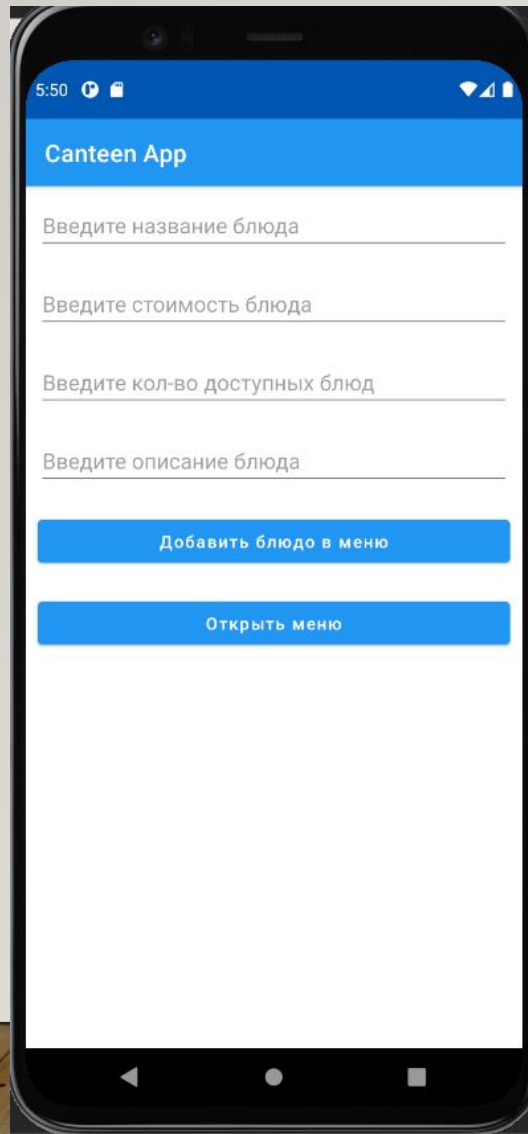 5:50
Canteen App
Введите название блюда
Введите стоимость блюда
Введите кол-во доступных блюд
Введите описание блюда
Добавить блюдо в меню
Открыть меню